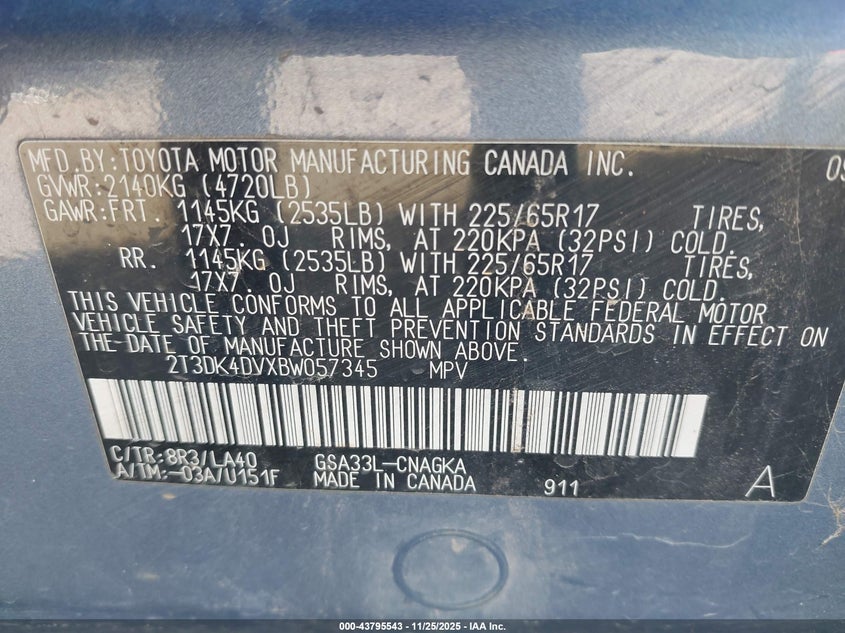 MFD.BY:TOYOTA MOTOR MANUFACTURING CANADA INC. 09
GVWR:2140KG (4720LB)
GAWR:FRT. 1145KG (2535LB) WITH 225/65R17 TIRES,
17X7. 0J RIMS, AT 220KPA (32PSI) COLD.
RR. 1145KG (2535LB) WITH 225/65R17 TIRES,
17X7. 0J RIMS, AT 220KPA (32PSI) COLD.
THIS VEHICLE CONFORMS TO ALL APPLICABLE FEDERAL MOTOR
VEHICLE SAFETY AND THEFT PREVENTION STANDARDS IN EFFECT ON
THE DATE OF MANUFACTURE SHOWN ABOVE.
2T3DK4DVXBW057345 MPV
C/TR:8R3/LA40 GSA33L-CNAGKA
A/TM:-03A/U151F MADE IN CANADA 911 A
000-43795543 - 11/25/2025 - IAA Inc.